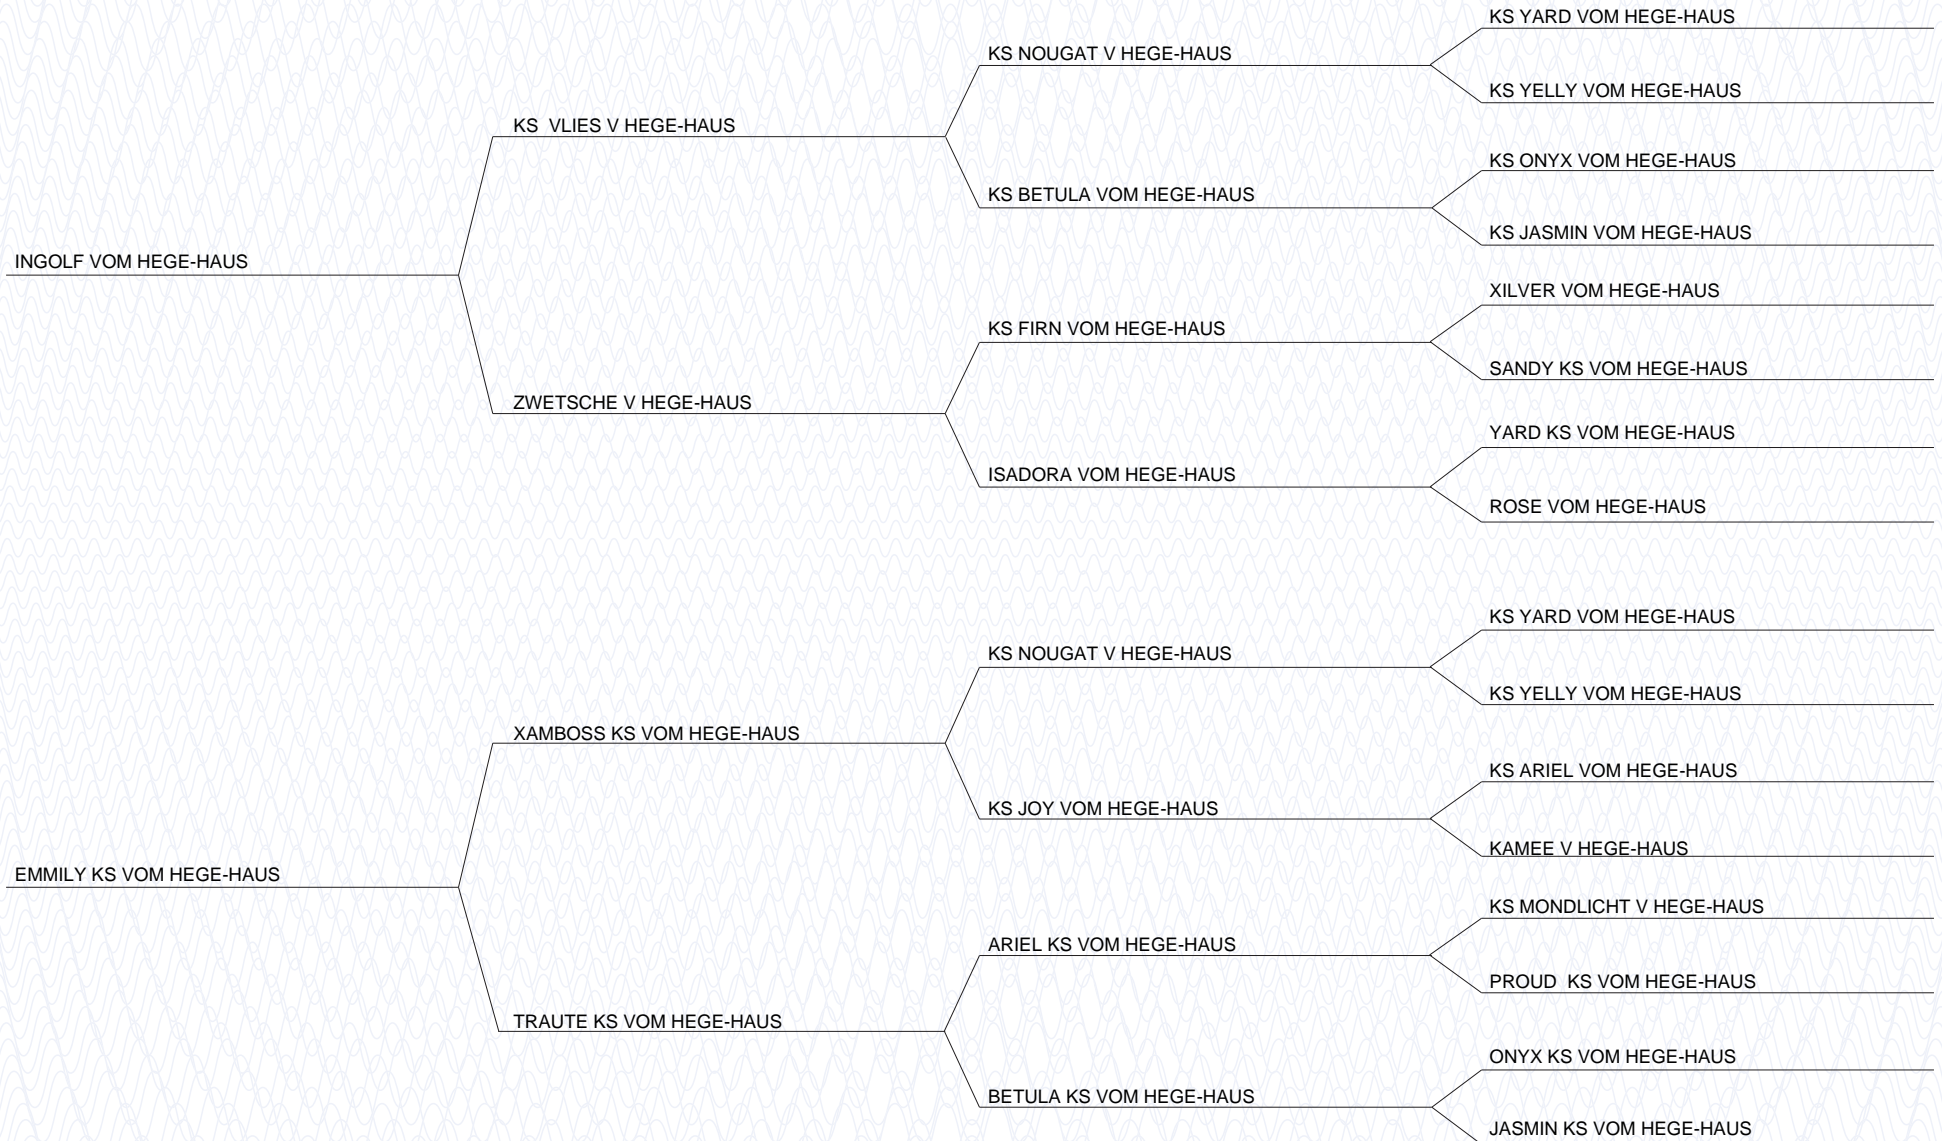 KS YARD VOM HEGE-HAUS
KS NOUGAT V HEGE-HAUS
KS YELLY VOM HEGE-HAUS
KS  VLIES V HEGE-HAUS
KS ONYX VOM HEGE-HAUS
KS BETULA VOM HEGE-HAUS
KS JASMIN VOM HEGE-HAUS
INGOLF VOM HEGE-HAUS
XILVER VOM HEGE-HAUS
KS FIRN VOM HEGE-HAUS
SANDY KS VOM HEGE-HAUS
ZWETSCHE V HEGE-HAUS
YARD KS VOM HEGE-HAUS
ISADORA VOM HEGE-HAUS
ROSE VOM HEGE-HAUS
KS YARD VOM HEGE-HAUS
KS NOUGAT V HEGE-HAUS
KS YELLY VOM HEGE-HAUS
XAMBOSS KS VOM HEGE-HAUS
KS ARIEL VOM HEGE-HAUS
KS JOY VOM HEGE-HAUS
KAMEE V HEGE-HAUS
EMMILY KS VOM HEGE-HAUS
KS MONDLICHT V HEGE-HAUS
ARIEL KS VOM HEGE-HAUS
PROUD  KS VOM HEGE-HAUS
TRAUTE KS VOM HEGE-HAUS
ONYX KS VOM HEGE-HAUS
BETULA KS VOM HEGE-HAUS
JASMIN KS VOM HEGE-HAUS